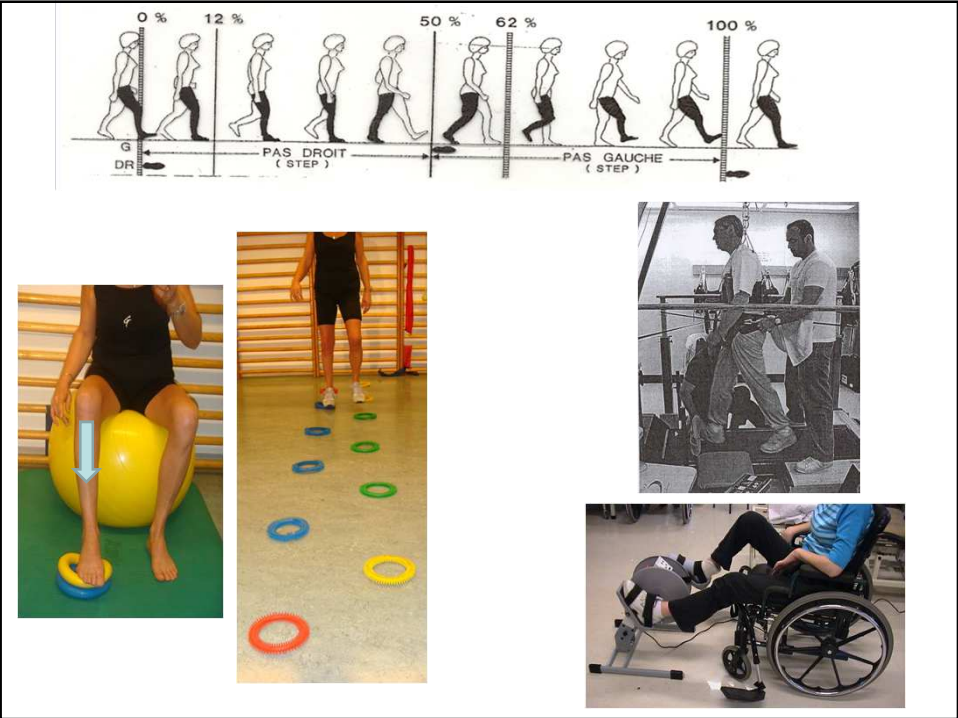 0 % 12 % 50 % 62 % 100 %
G
PAS DROIT PAS GAUCHE
( STEP ) ( STEP )
DR